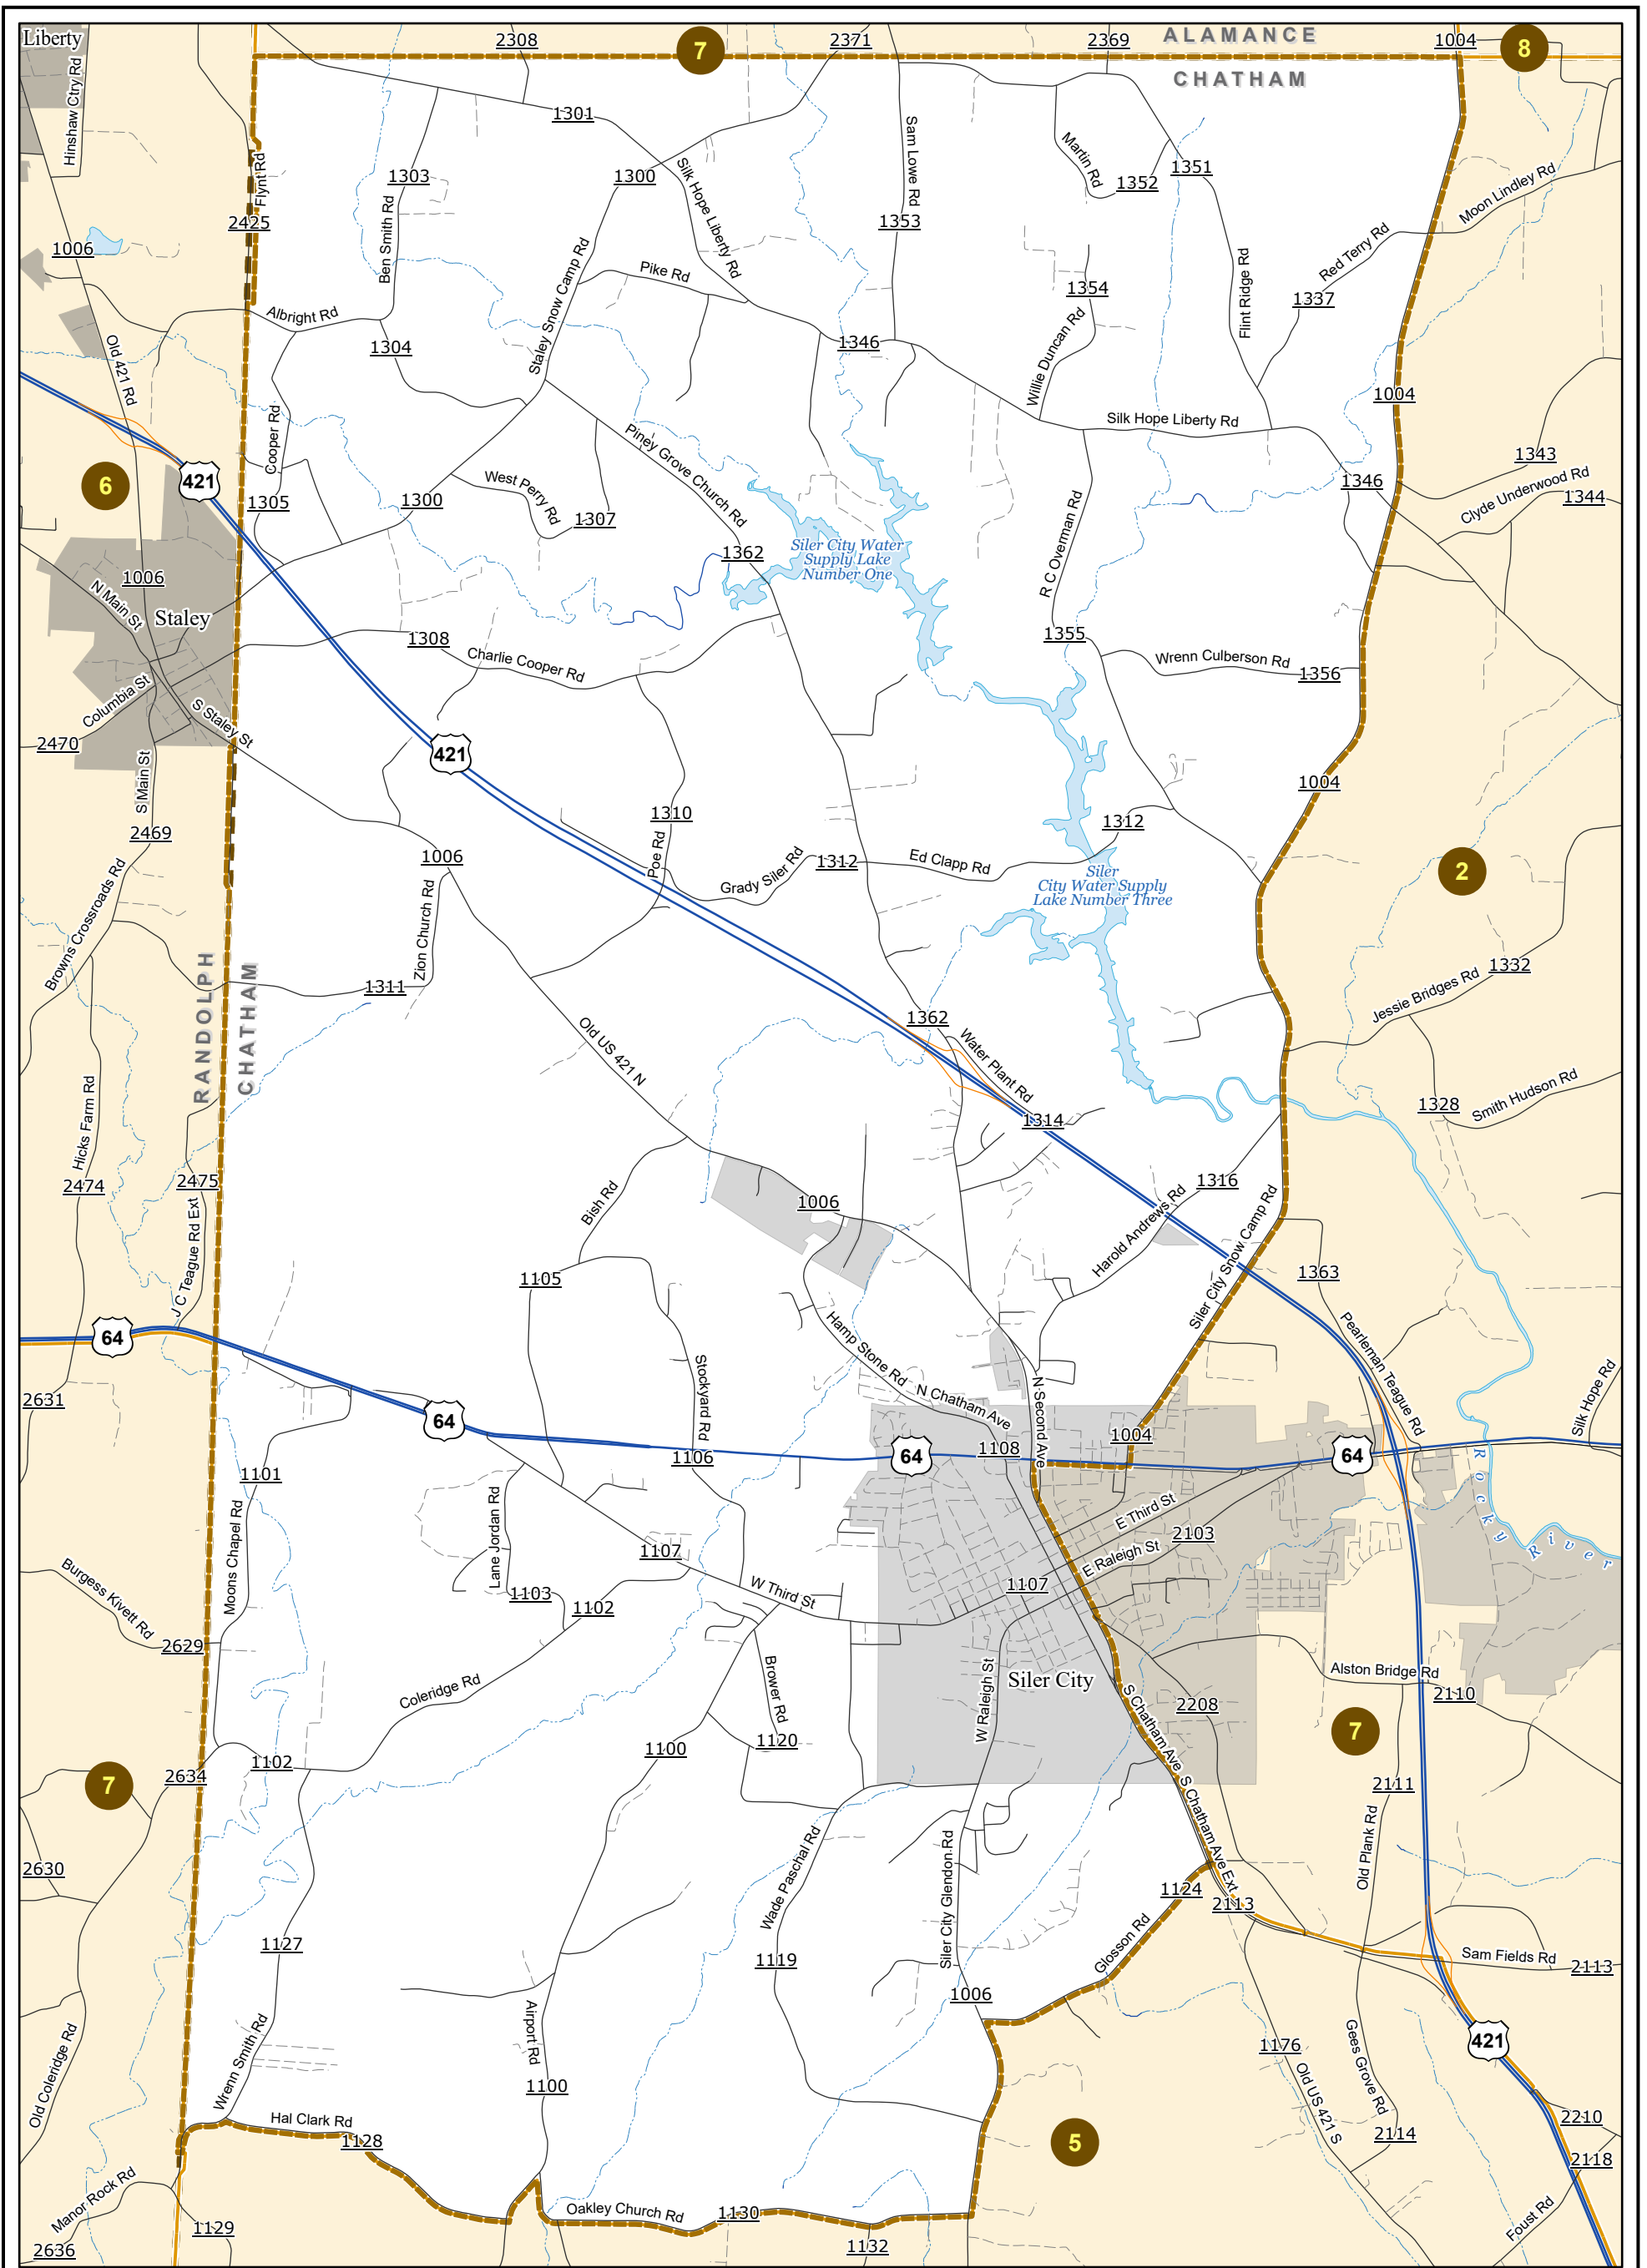 Liberty
2308
7
2371
2369
ALAMANCE
1004
8
CHATHAM
Hinshaw Ctry Rd
1301
Sam Lowe Rd
Martin Rd
1351
Flynt Rd
1303
1300
Silk Hope Liberty Rd
1352
Moon Lindley Rd
2425
Ben Smith Rd
1353
1006
Staley Snow Camp Rd
Pike Rd
Flint Ridge Rd
Red Terry Rd
1354
1337
Albright Rd
1304
1346
Willie Duncan Rd
Old 421 Rd
1004
Cooper Rd
Piney Grove Church Rd
Silk Hope Liberty Rd
1343
6
421
West Perry Rd
1346
Clyde Underwood Rd
1344
1305
1300
1307
R C Overman Rd
Siler City Water
Supply Lake
Number One
1362
1006
N Main St
Staley
1308
Charlie Cooper Rd
1355
Wrenn Culberson Rd
1356
Columbia St
S Staley St
2470
421
S Main St
1004
1310
1312
2469
Poe Rd
1006
Grady Siler Rd
1312
Ed Clapp Rd
Siler
City Water Supply
Lake Number Three
2
Browns Crossroads Rd
Zion Church Rd
RANDOLPH
CHATHAM
1311
1332
Jessie Bridges Rd
1362
Old US 421 N
Water Plant Rd
Hicks Farm Rd
1314
1328
Smith Hudson Rd
2474
2475
Bish Rd
1006
1316
J C Teague Rd Ext
Harold Andrews Rd
Siler City Snow Camp Rd
1105
1363
64
Hamp Stone Rd
Pearleman Teague Rd
2631
Stockyard Rd
N Chatham Ave
N Second Ave
Silk Hope Rd
64
1106
64
1108
1004
64
1101
Rocky River
Moons Chapel Rd
Lane Jordan Rd
E Third St
2103
1107
E Raleigh St
Burgess Kivett Rd
1103
1102
W Third St
1107
2629
Coleridge Rd
Brower Rd
W Raleigh St
Siler City
Alston Bridge Rd
2110
S Chatham Ave
2208
7
1102
1100
1120
7
2634
2111
S Chatham Ave Ext
2630
Wade Paschal Rd
Siler City Glendon Rd
Old Plank Rd
1124
2113
1127
Glosson Rd
Sam Fields Rd
2113
1119
1006
Old Coleridge Rd
Wrenn Smith Rd
Airport Rd
1176
Gees Grove Rd
421
1100
Old US 421 S
Hal Clark Rd
1128
5
2114
2210
2118
Manor Rock Rd
Oakley Church Rd
1130
Foust Rd
1129
2636
1132